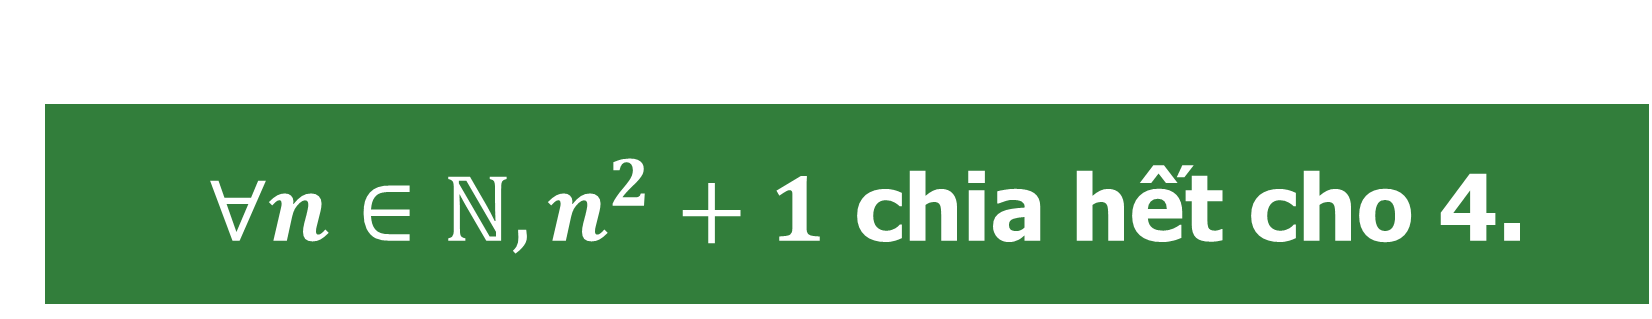 ∀n ∈ ℕ, n² + 1 chia hết cho 4.